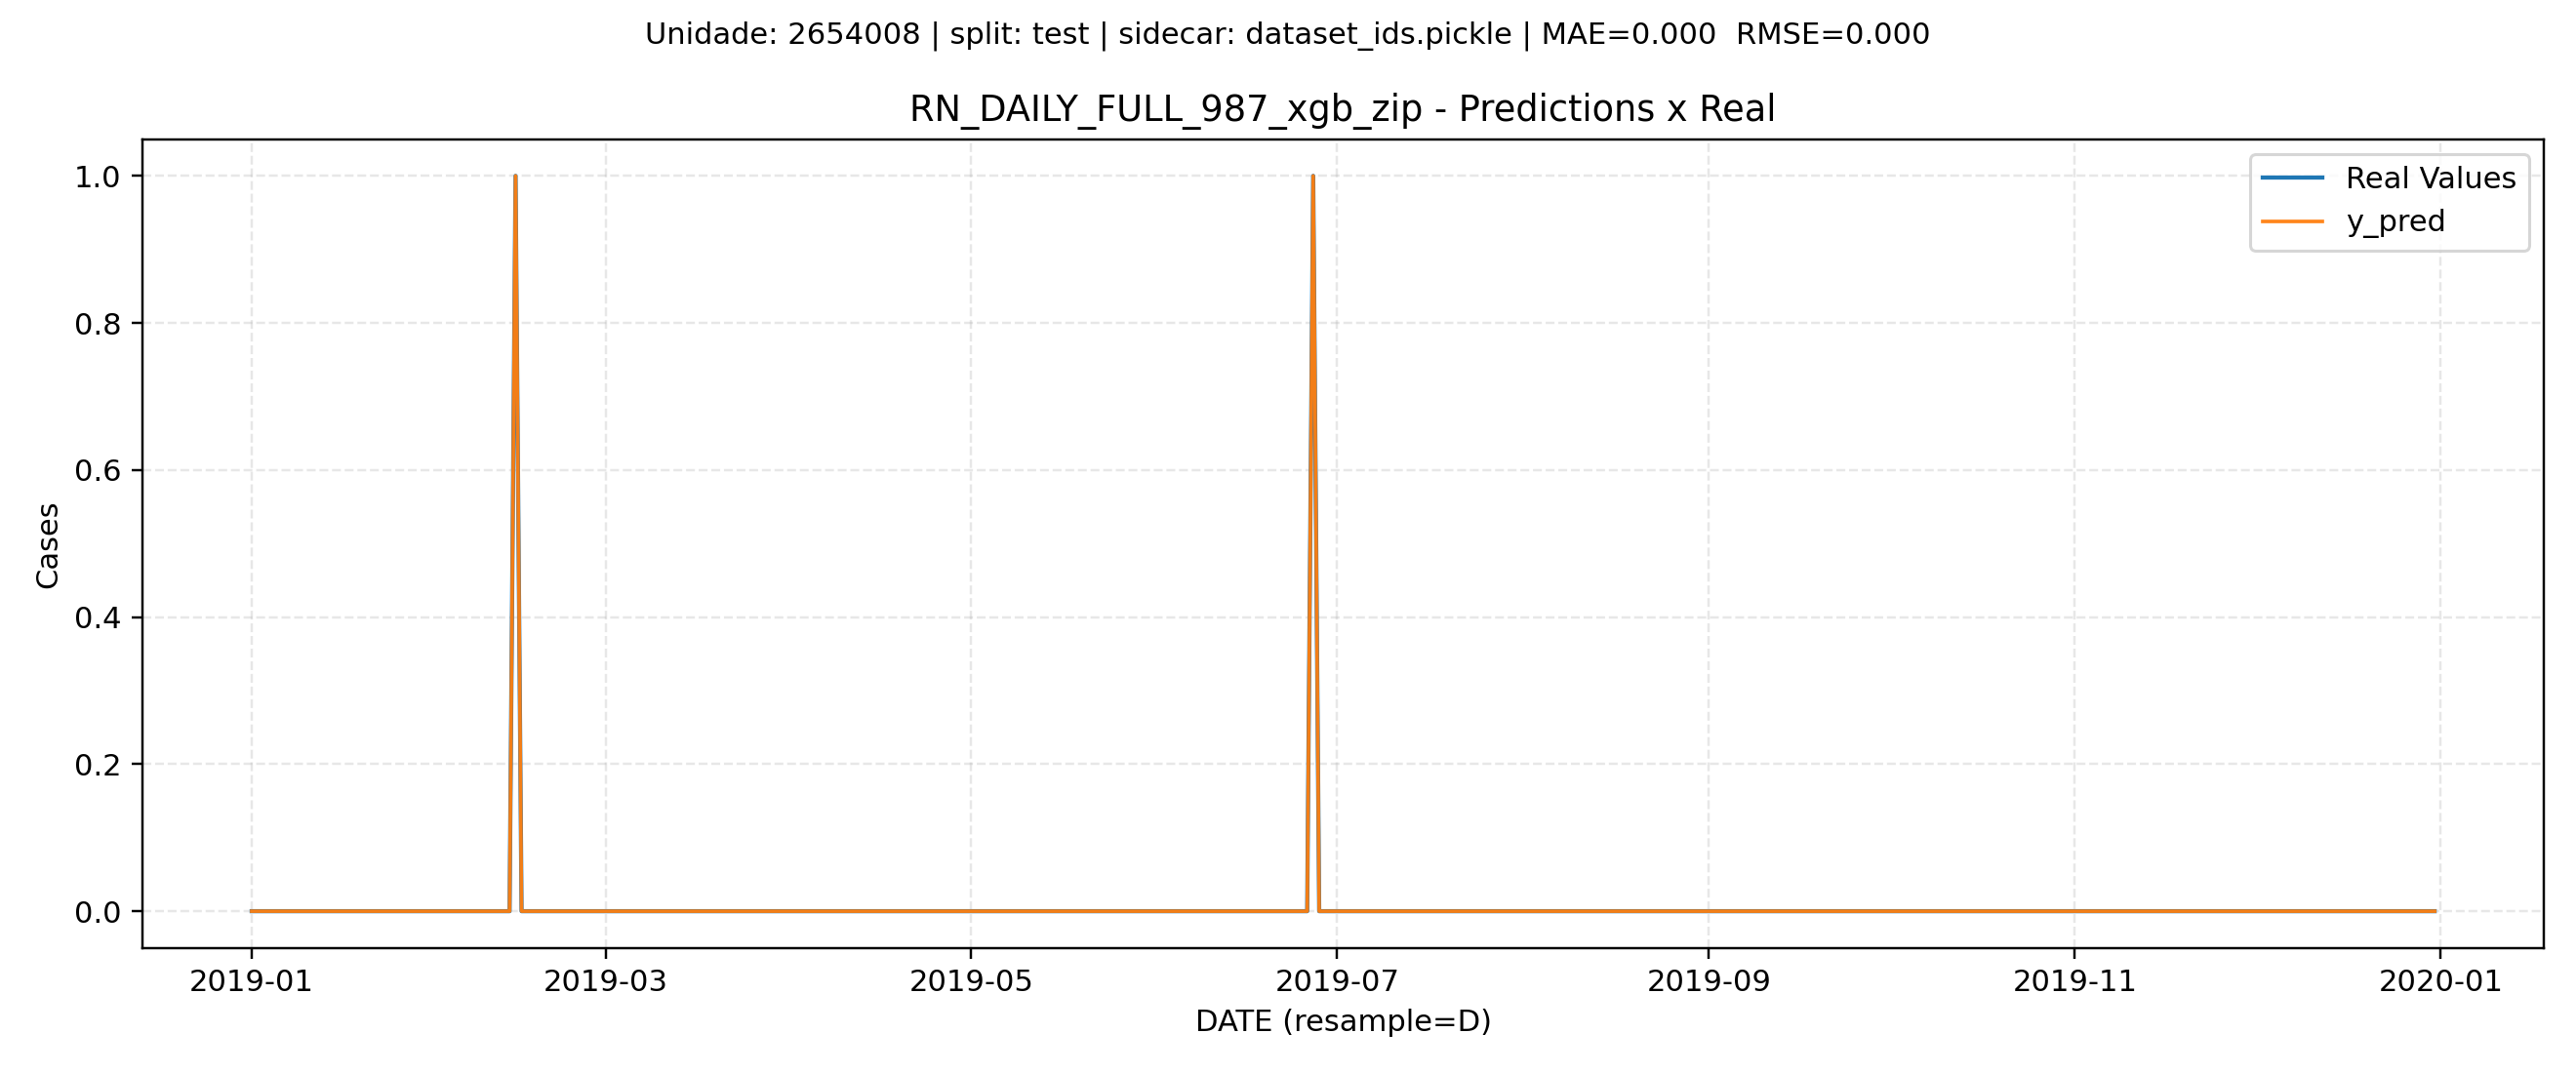 Unidade: 2654008 | split: test | sidecar: dataset_ids.pickle | MAE=0.000  RMSE=0.000
RN_DAILY_FULL_987_xgb_zip - Predictions x Real
Real Values
y_pred
1.0
0.8
0.6
0.4
0.2
0.0
Cases
2019-01
2019-03
2019-05
2019-07
2019-09
2019-11
2020-01
DATE (resample=D)